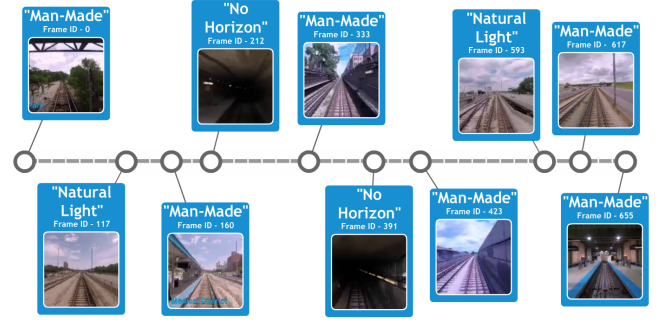 "Man-Made"
Frame ID - 0
"No
Horizon"
Frame ID - 212
"Man-Made"
Frame ID - 333
"Natural
Light"
Frame ID - 593
"Man-Made"
Frame ID - 617
"Natural
Light"
Frame ID - 117
"Man-Made"
Frame ID - 160
Medical District
"No
Horizon"
Frame ID - 391
"Man-Made"
Frame ID - 423
"Man-Made"
Frame ID - 655